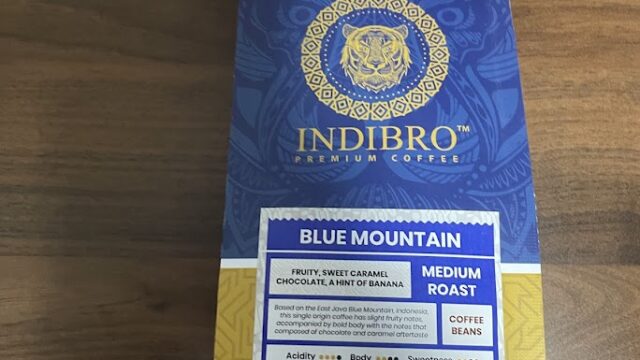 INDIBRO™
PREMIUM COFFEE
BLUE MOUNTAIN
FRUITY, SWEET CARAMEL
CHOCOLATE, A HINT OF BANANA
MEDIUM
ROAST
Based on the East Java Blue Mountain, Indonesia,
this single origin coffee has slight fruity notes,
accompanied by bold body with the notes that
composed of chocolate and caramel aftertaste
COFFEE
BEANS
Acidity
Body